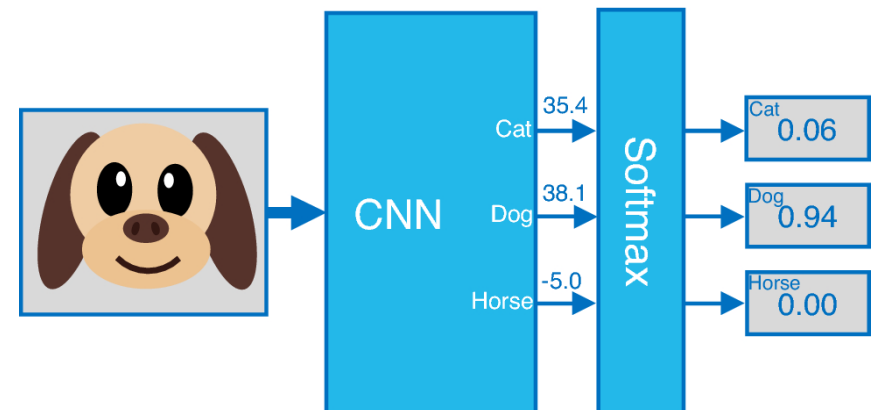 CNN
Cat
35.4
Dog
38.1
Horse
-5.0
Softmax
Cat
0.06
Dog
0.94
Horse
0.00